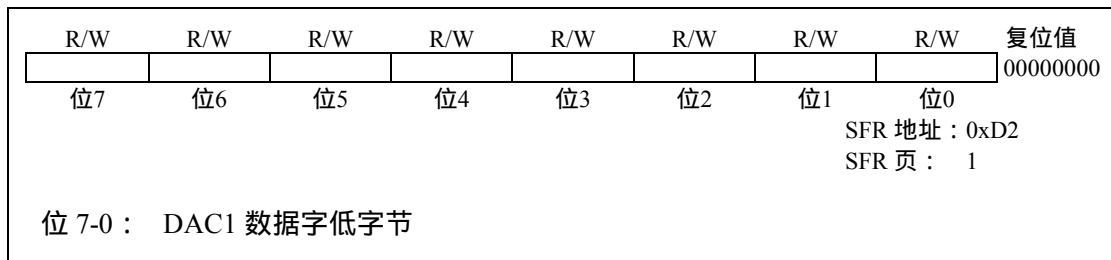 R/W R/W R/W R/W R/W R/W R/W R/W 复位值
00000000
位7 位6 位5 位4 位3 位2 位1 位0
SFR 地址：0xD2
SFR 页： 1
位 7-0： DAC1 数据字低字节